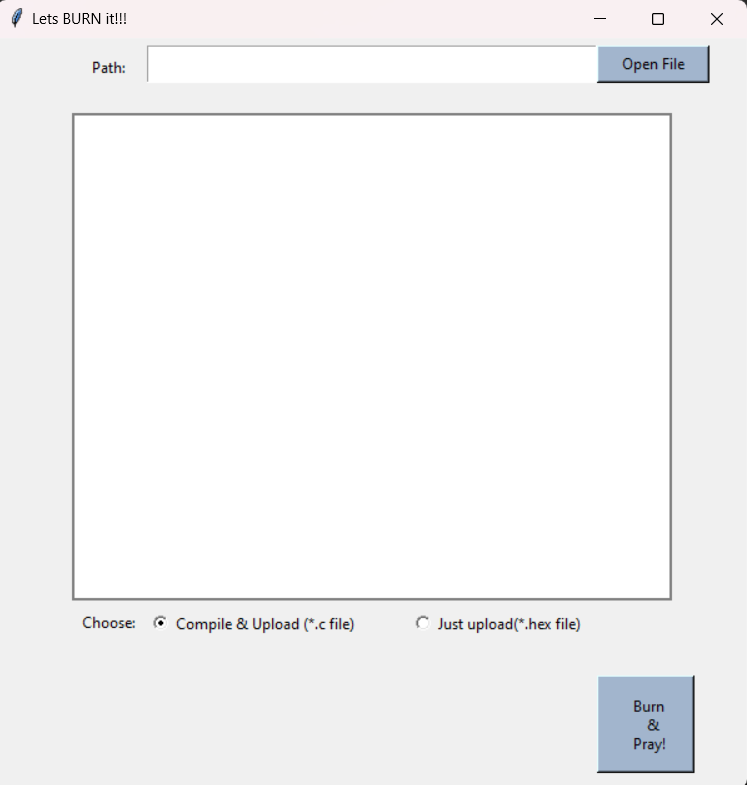 Lets BURN it!!!
Path:
Open File
Choose:
Compile & Upload (*.c file)
Just upload(*.hex file)
Burn
&
Pray!